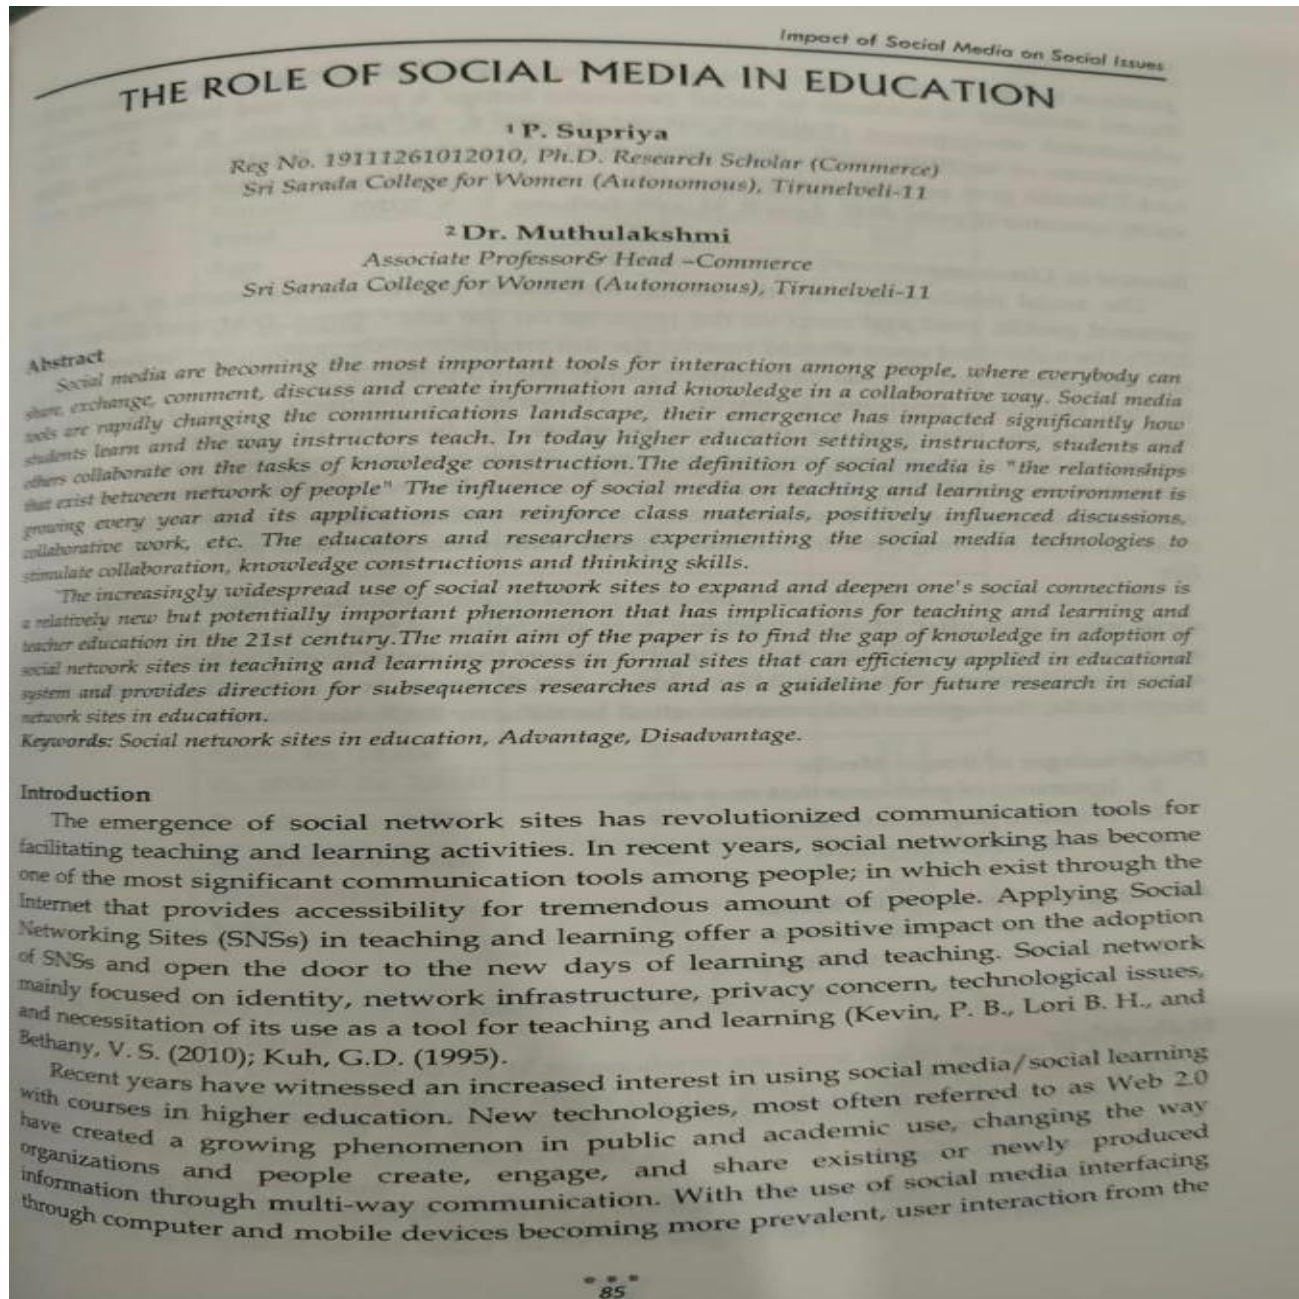 Impact of Social Media on Social Issues
THE ROLE OF SOCIAL MEDIA IN EDUCATION
¹ P. Supriya
Reg No. 19111261012010, Ph.D. Research Scholar (Commerce)
Sri Sarada College for Women (Autonomous), Tirunelveli-11
² Dr. Muthulakshmi
Associate Professor& Head –Commerce
Sri Sarada College for Women (Autonomous), Tirunelveli-11
Abstract
Social media are becoming the most important tools for interaction among people, where everybody can
share, exchange, comment, discuss and create information and knowledge in a collaborative way. Social media
tools are rapidly changing the communications landscape, their emergence has impacted significantly how
students learn and the way instructors teach. In today higher education settings, instructors, students and
others collaborate on the tasks of knowledge construction.The definition of social media is "the relationships
that exist between network of people" The influence of social media on teaching and learning environment is
growing every year and its applications can reinforce class materials, positively influenced discussions,
collaborative work, etc. The educators and researchers experimenting the social media technologies to
stimulate collaboration, knowledge constructions and thinking skills.
The increasingly widespread use of social network sites to expand and deepen one's social connections is
a relatively new but potentially important phenomenon that has implications for teaching and learning and
teacher education in the 21st century.The main aim of the paper is to find the gap of knowledge in adoption of
social network sites in teaching and learning process in formal sites that can efficiency applied in educational
system and provides direction for subsequences researches and as a guideline for future research in social
network sites in education.
Keywords: Social network sites in education, Advantage, Disadvantage.
Introduction
The emergence of social network sites has revolutionized communication tools for
facilitating teaching and learning activities. In recent years, social networking has become
one of the most significant communication tools among people; in which exist through the
Internet that provides accessibility for tremendous amount of people. Applying Social
Networking Sites (SNSs) in teaching and learning offer a positive impact on the adoption
of SNSs and open the door to the new days of learning and teaching. Social network
mainly focused on identity, network infrastructure, privacy concern, technological issues,
and necessitation of its use as a tool for teaching and learning (Kevin, P. B., Lori B. H., and
Bethany, V. S. (2010); Kuh, G.D. (1995).
Recent years have witnessed an increased interest in using social media/social learning
with courses in higher education. New technologies, most often referred to as Web 2.0
have created a growing phenomenon in public and academic use, changing the way
organizations and people create, engage, and share existing or newly produced
information through multi-way communication. With the use of social media interfacing
through computer and mobile devices becoming more prevalent, user interaction from the
85